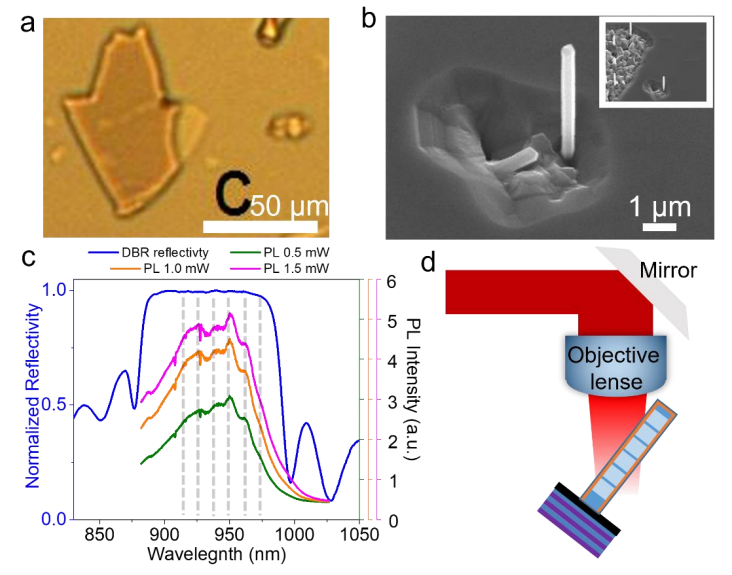 a
C
50 µm
b
1 µm
c
DBR reflectivty
PL 0.5 mW
PL 1.0 mW
PL 1.5 mW
1.0
0.5
0.0
Normalized Reflectivity
6
5
4
3
2
1
0
PL Intensity (a.u.)
850
900
950
1000
1050
Wavelegnth (nm)
d
Mirror
Objective
lense